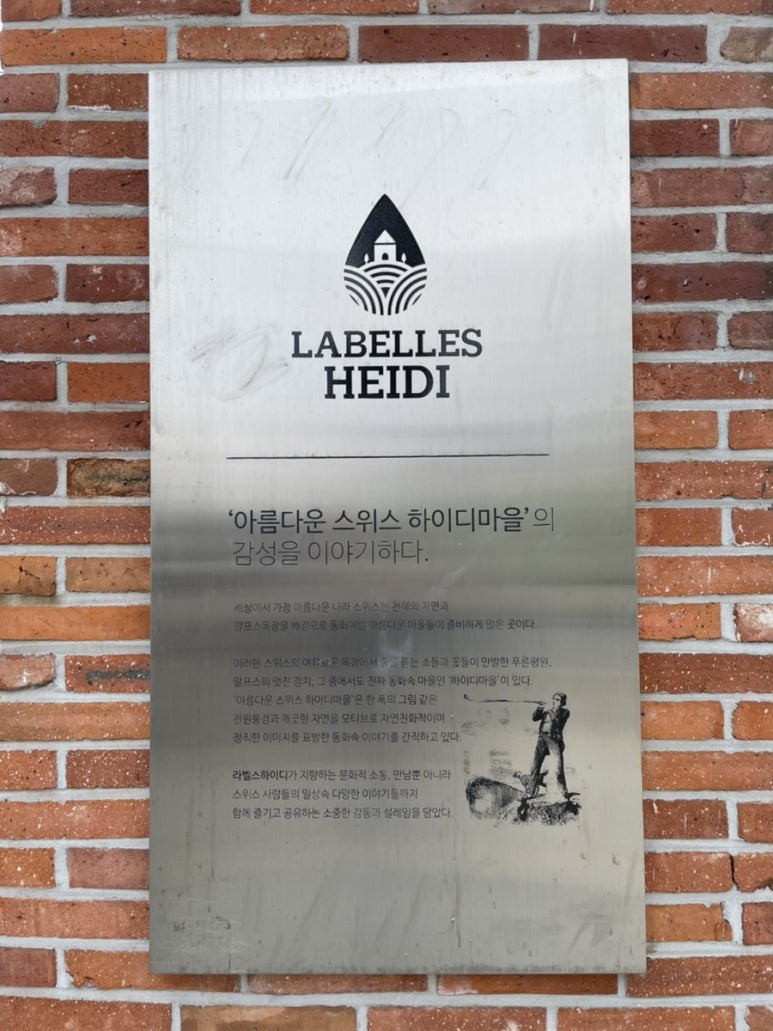 LABELLES
HEIDI
‘아름다운 스위스 하이디마을’의
감성을 이야기하다.
세상에서 가장 아름다운 나라 스위스는 천혜의 자연과
알프스목장을 배경으로 동화처럼 아름다운 마을들이 즐비하게 많은 곳이다.
이러한 스위스의 여유로운 목장에서 풀을 뜯는 소들과 꽃들이 만발한 푸른평원,
알프스의 멋진 경치, 그 중에서도 진짜 동화속 마을인 ‘하이디마을’이 있다.
‘아름다운 스위스 하이디마을’은 한 폭의 그림 같은
전원풍경과 깨끗한 자연을 모티브로 자연친화적이며
정직한 이미지를 표방한 동화속 이야기를 간직하고 있다.
라벨스하이디가 지향하는 문화적 소통, 만남뿐 아니라
스위스 사람들의 일상속 다양한 이야기들까지
함께 즐기고 공유하는 소중한 감동과 설레임을 담았다.